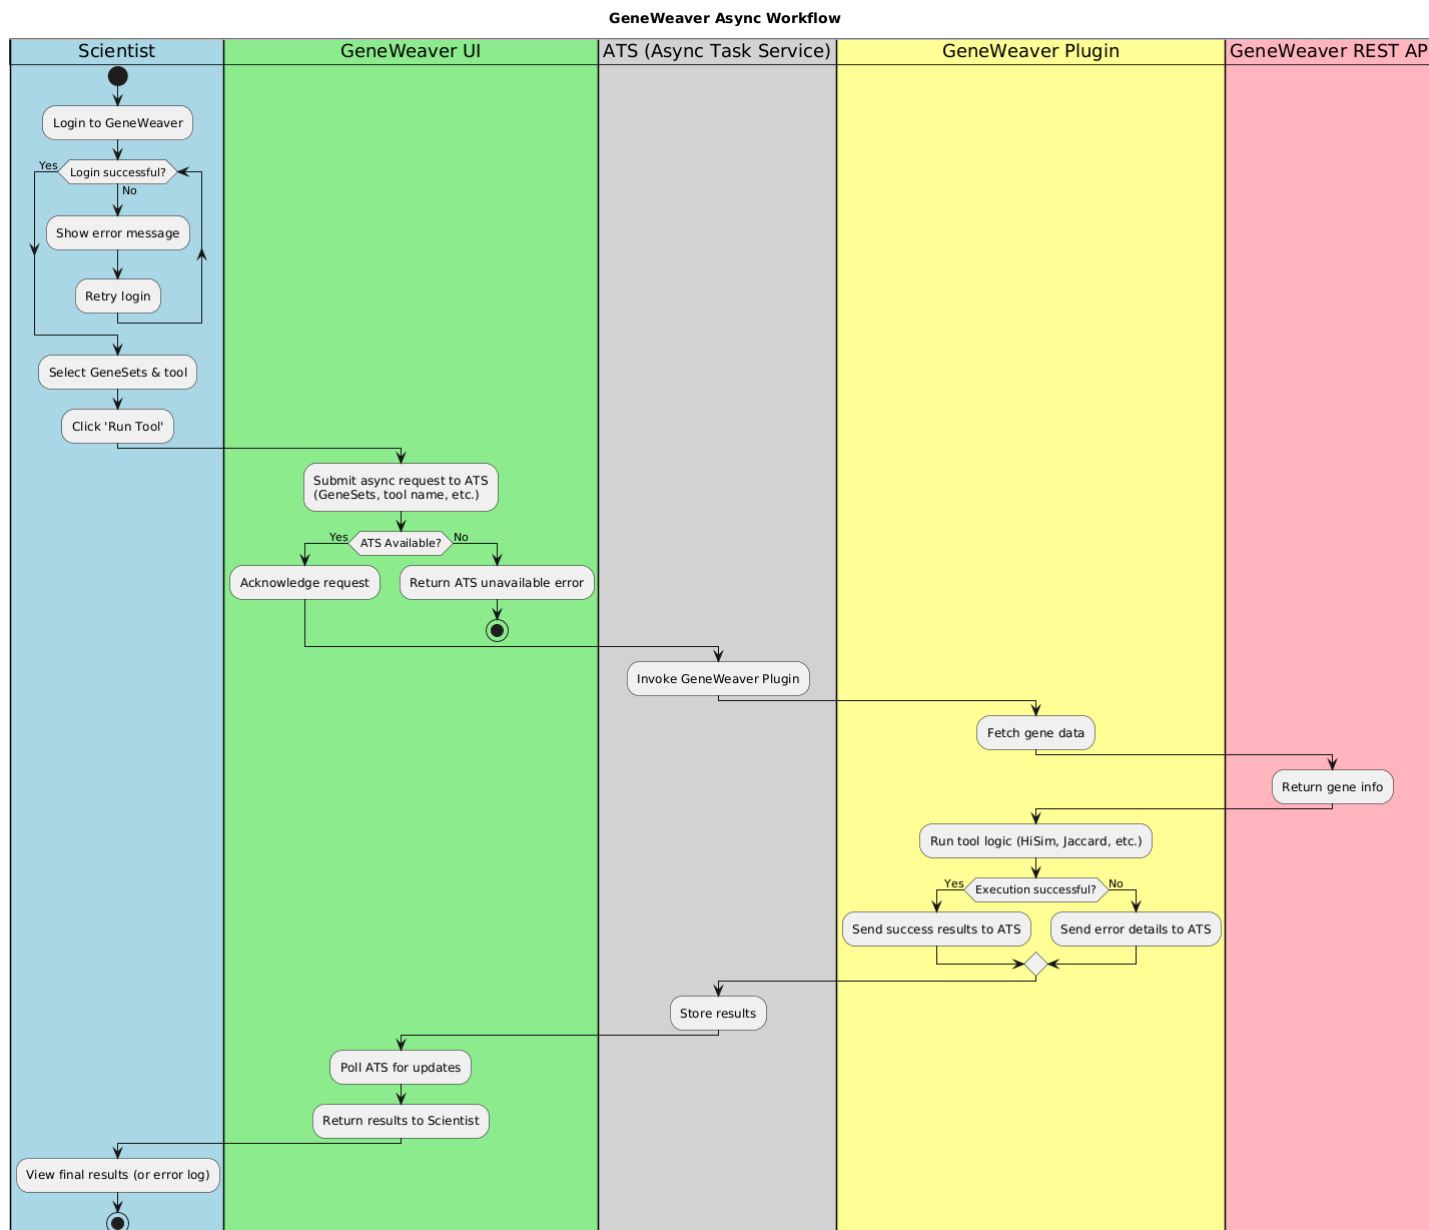 GeneWeaver Async Workflow
Scientist
GeneWeaver UI
ATS (Async Task Service)
GeneWeaver Plugin
GeneWeaver REST AP
Login to GeneWeaver
Yes
Login successful?
No
Show error message
Retry login
Select GeneSets & tool
Click 'Run Tool'
Submit async request to ATS
(GeneSets, tool name, etc.)
Yes
ATS Available?
No
Acknowledge request
Return ATS unavailable error
Invoke GeneWeaver Plugin
Fetch gene data
Return gene info
Run tool logic (HiSim, Jaccard, etc.)
Yes
Execution successful?
No
Send success results to ATS
Send error details to ATS
Store results
Poll ATS for updates
Return results to Scientist
View final results (or error log)